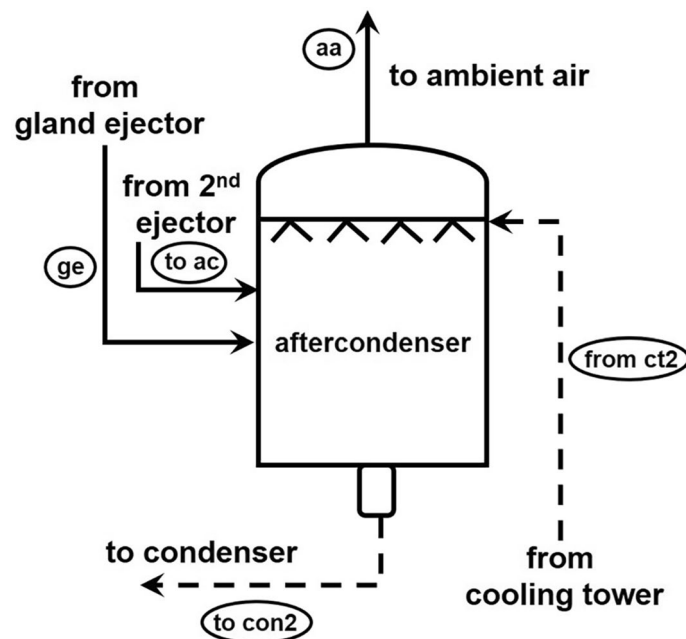 aa
to ambient air
from
gland ejector
from 2nd
ejector
to ac
ge
aftercondenser
from ct2
to condenser
to con2
from
cooling tower